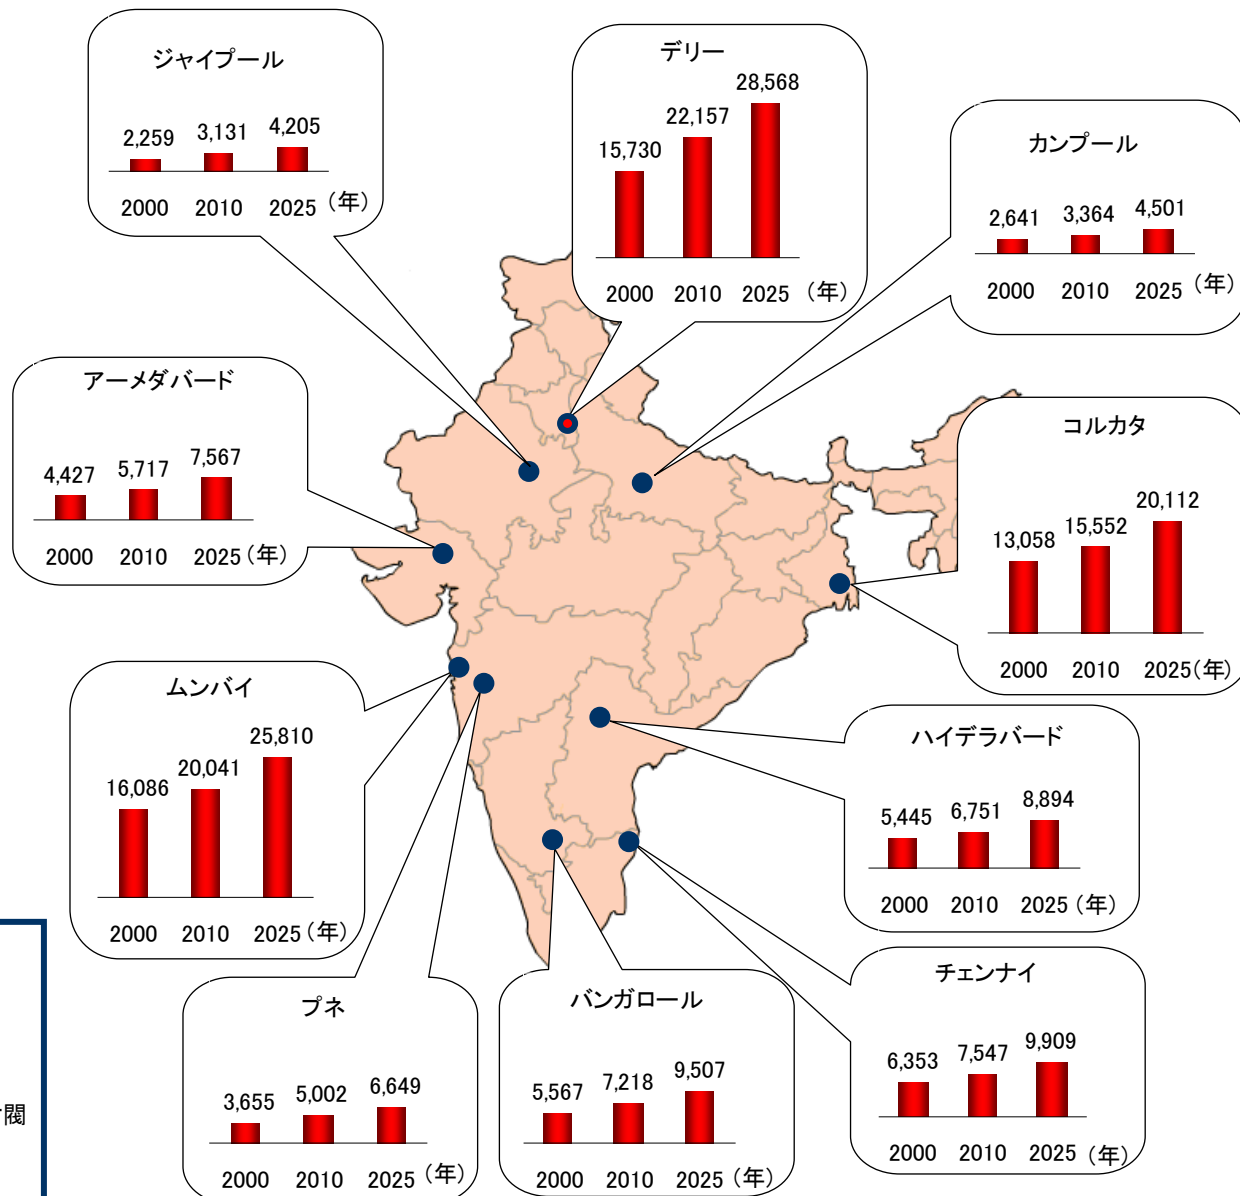 ジャイプール
2,259 3,131 4,205
2000 2010 2025 (年)
デリー
15,730 22,157 28,568
2000 2010 2025 (年)
カンプール
2,641 3,364 4,501
2000 2010 2025 (年)
アーメダバード
4,427 5,717 7,567
2000 2010 2025 (年)
コルカタ
13,058 15,552 20,112
2000 2010 2025 (年)
ムンバイ
16,086 20,041 25,810
2000 2010 2025 (年)
ハイデラバード
5,445 6,751 8,894
2000 2010 2025 (年)
プネ
3,655 5,002 6,649
2000 2010 2025 (年)
バンガロール
5,567 7,218 9,507
2000 2010 2025 (年)
チェンナイ
6,353 7,547 9,909
2000 2010 2025 (年)
閥